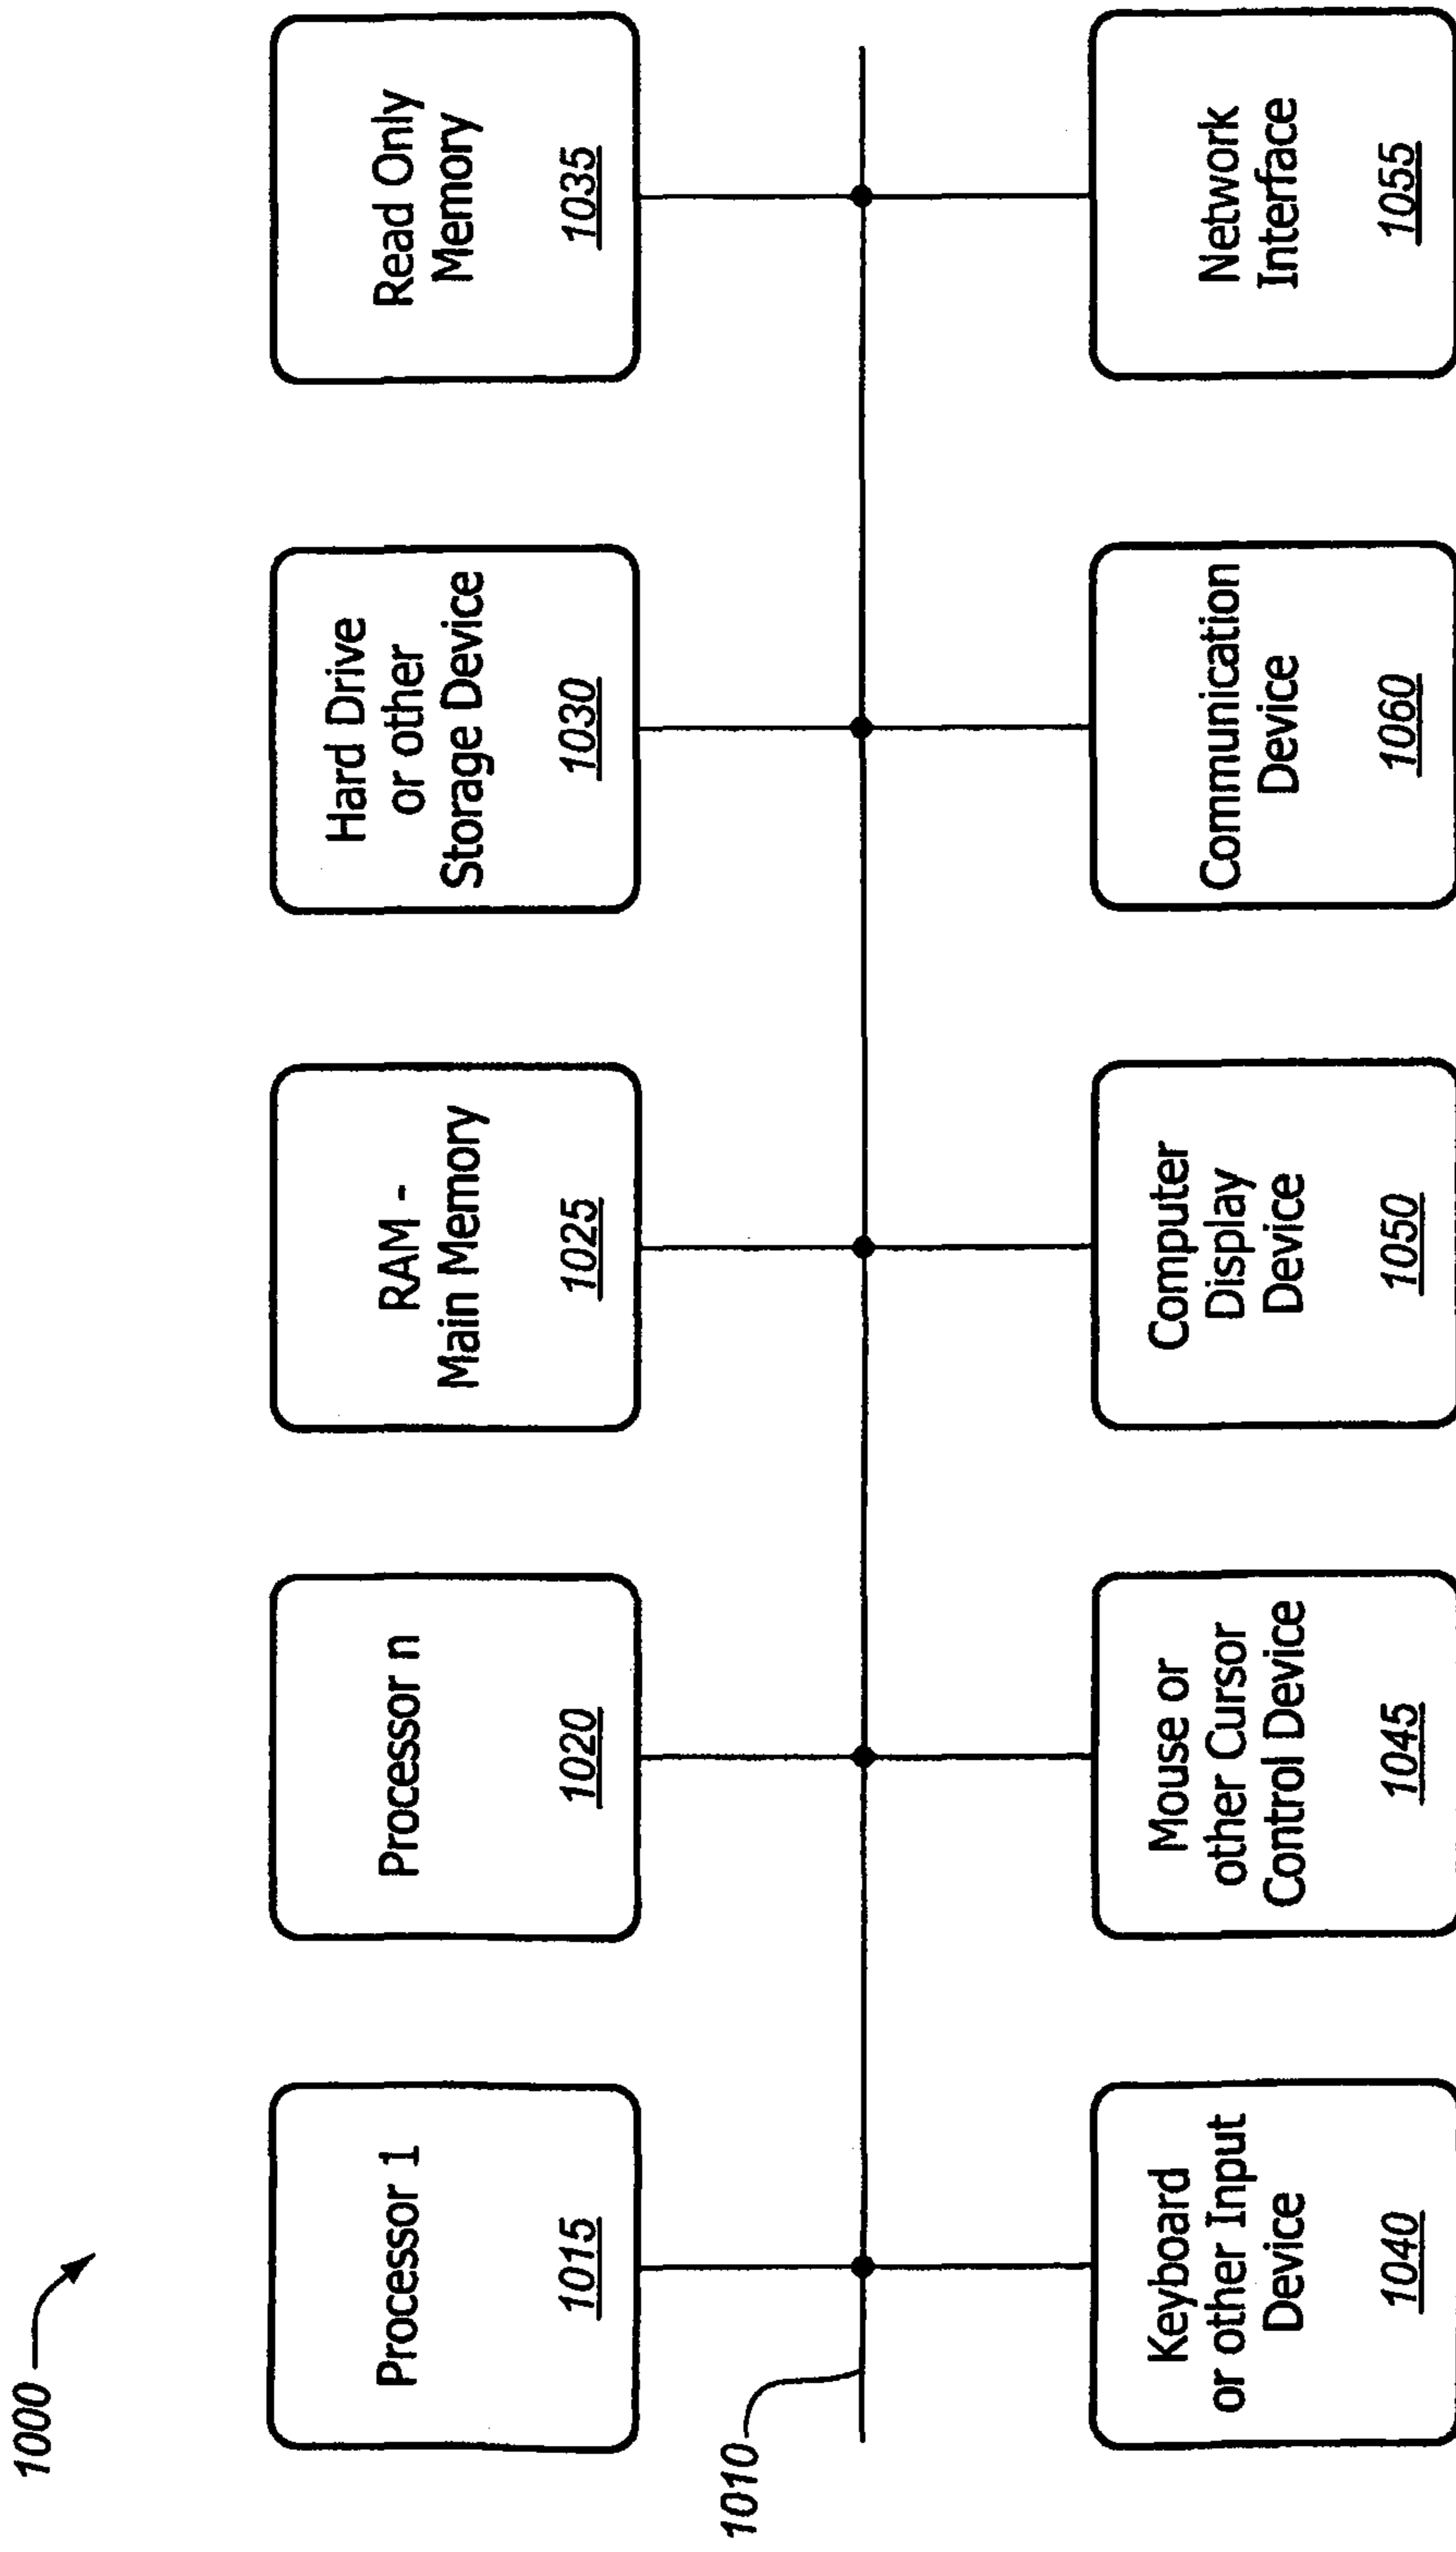 1000
Processor 1
1015
Processor n
1020
RAM -
Main Memory
1025
Hard Drive
or other
Storage Device
1030
Read Only
Memory
1035
1010
Keyboard
or other Input
Device
1040
Mouse or
other Cursor
Control Device
1045
Computer
Display
Device
1050
Communication
Device
1060
Network
Interface
1055